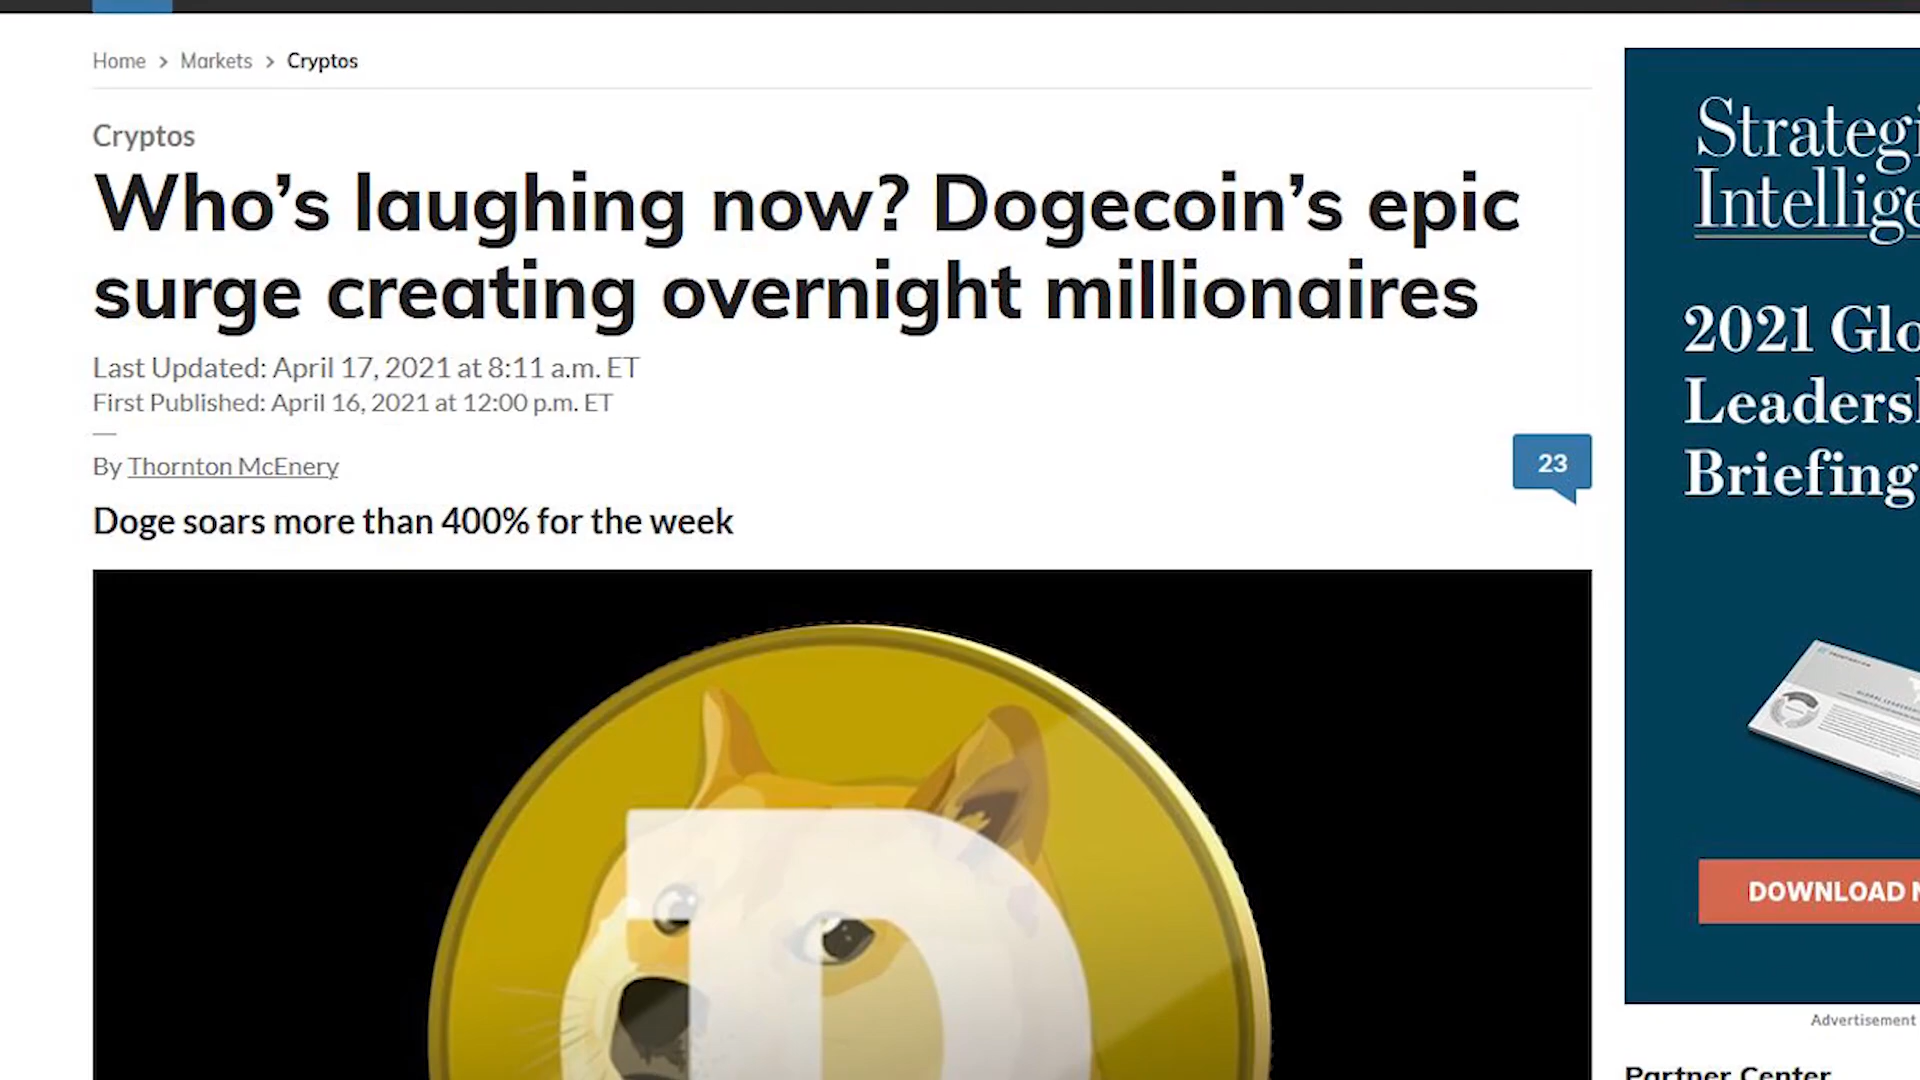 Home > Markets > Cryptos
Cryptos
Who’s laughing now? Dogecoin’s epic
surge creating overnight millionaires
Last Updated: April 17, 2021 at 8:11 a.m. ET
First Published: April 16, 2021 at 12:00 p.m. ET
By Thornton McEnery
23
Doge soars more than 400% for the week
Strategi
Intellige
2021 Glo
Leaders
Briefing
DOWNLOAD
Advertisement
Partner Center